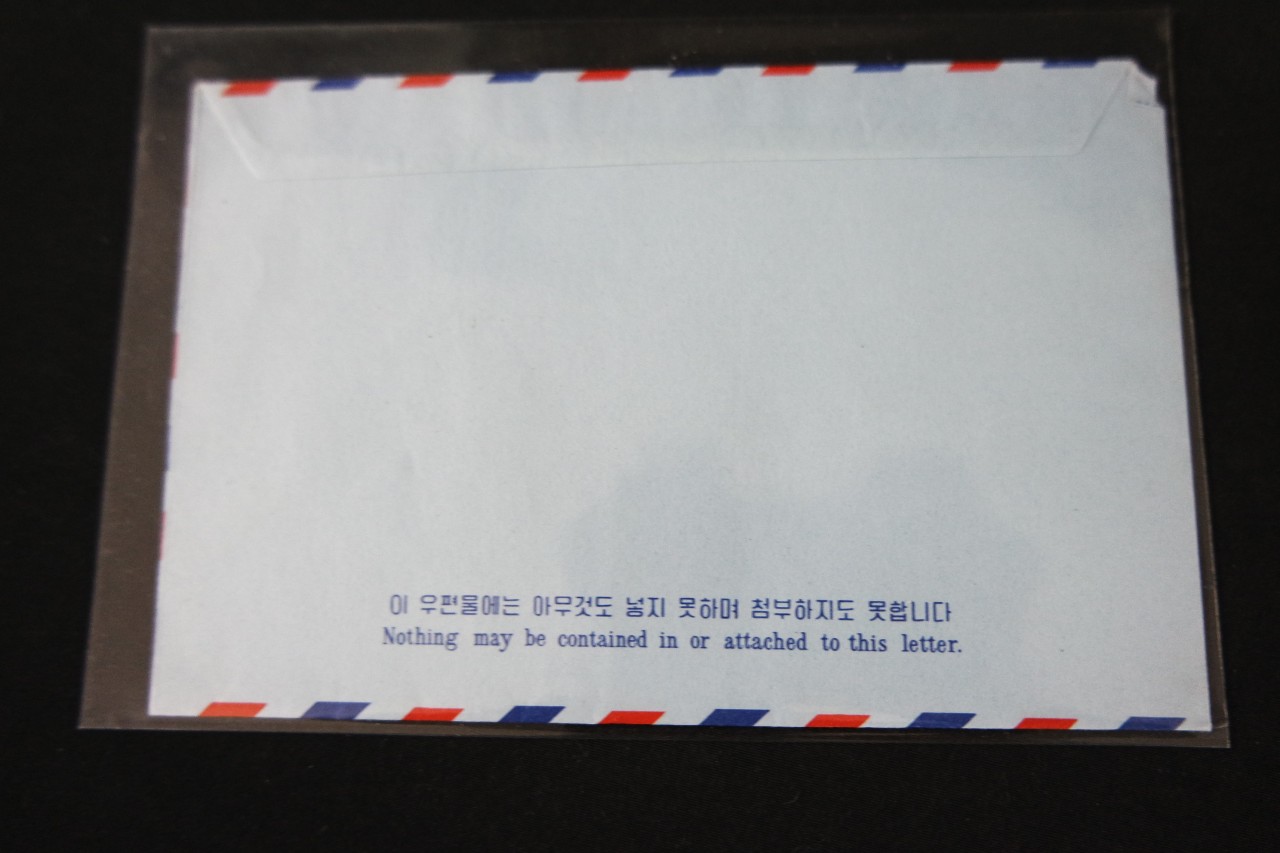 이 우편물에는 아무것도 넣지 못하며 첨부하지도 못합니다
Nothing may be contained in or attached to this letter.